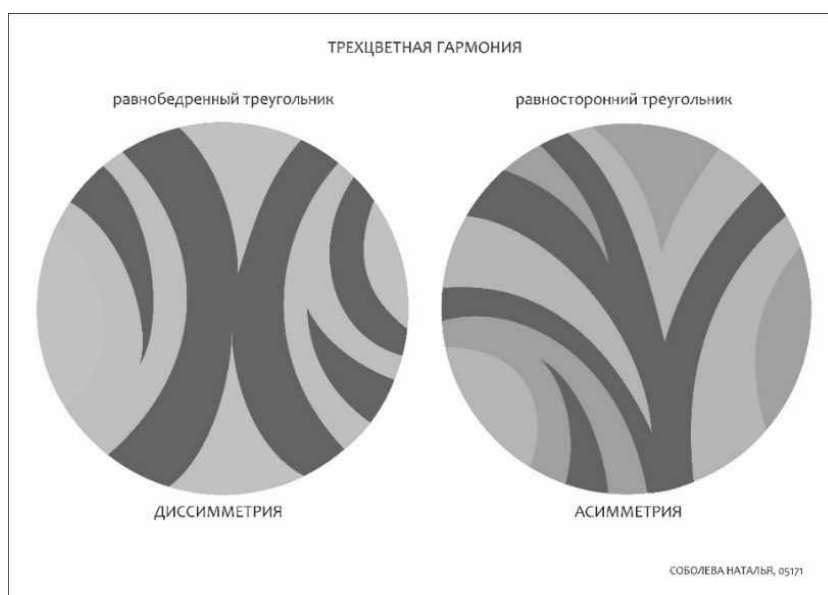 ТРЕХЦВЕТНАЯ ГАРМОНИЯ
равнобедренный треугольник
равносторонний треугольник
ДИССИММЕТРИЯ
АСИММЕТРИЯ
СОБОЛЕВА НАТАЛЬЯ, 05171